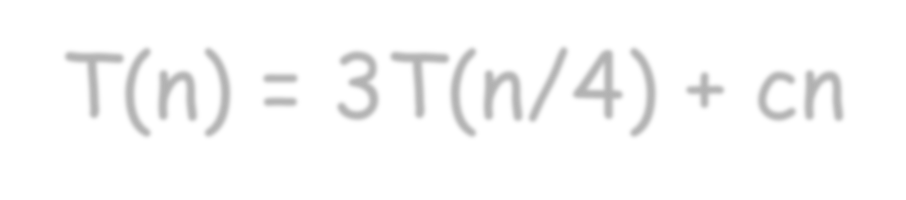 T(n) = 3T(n/4) + cn